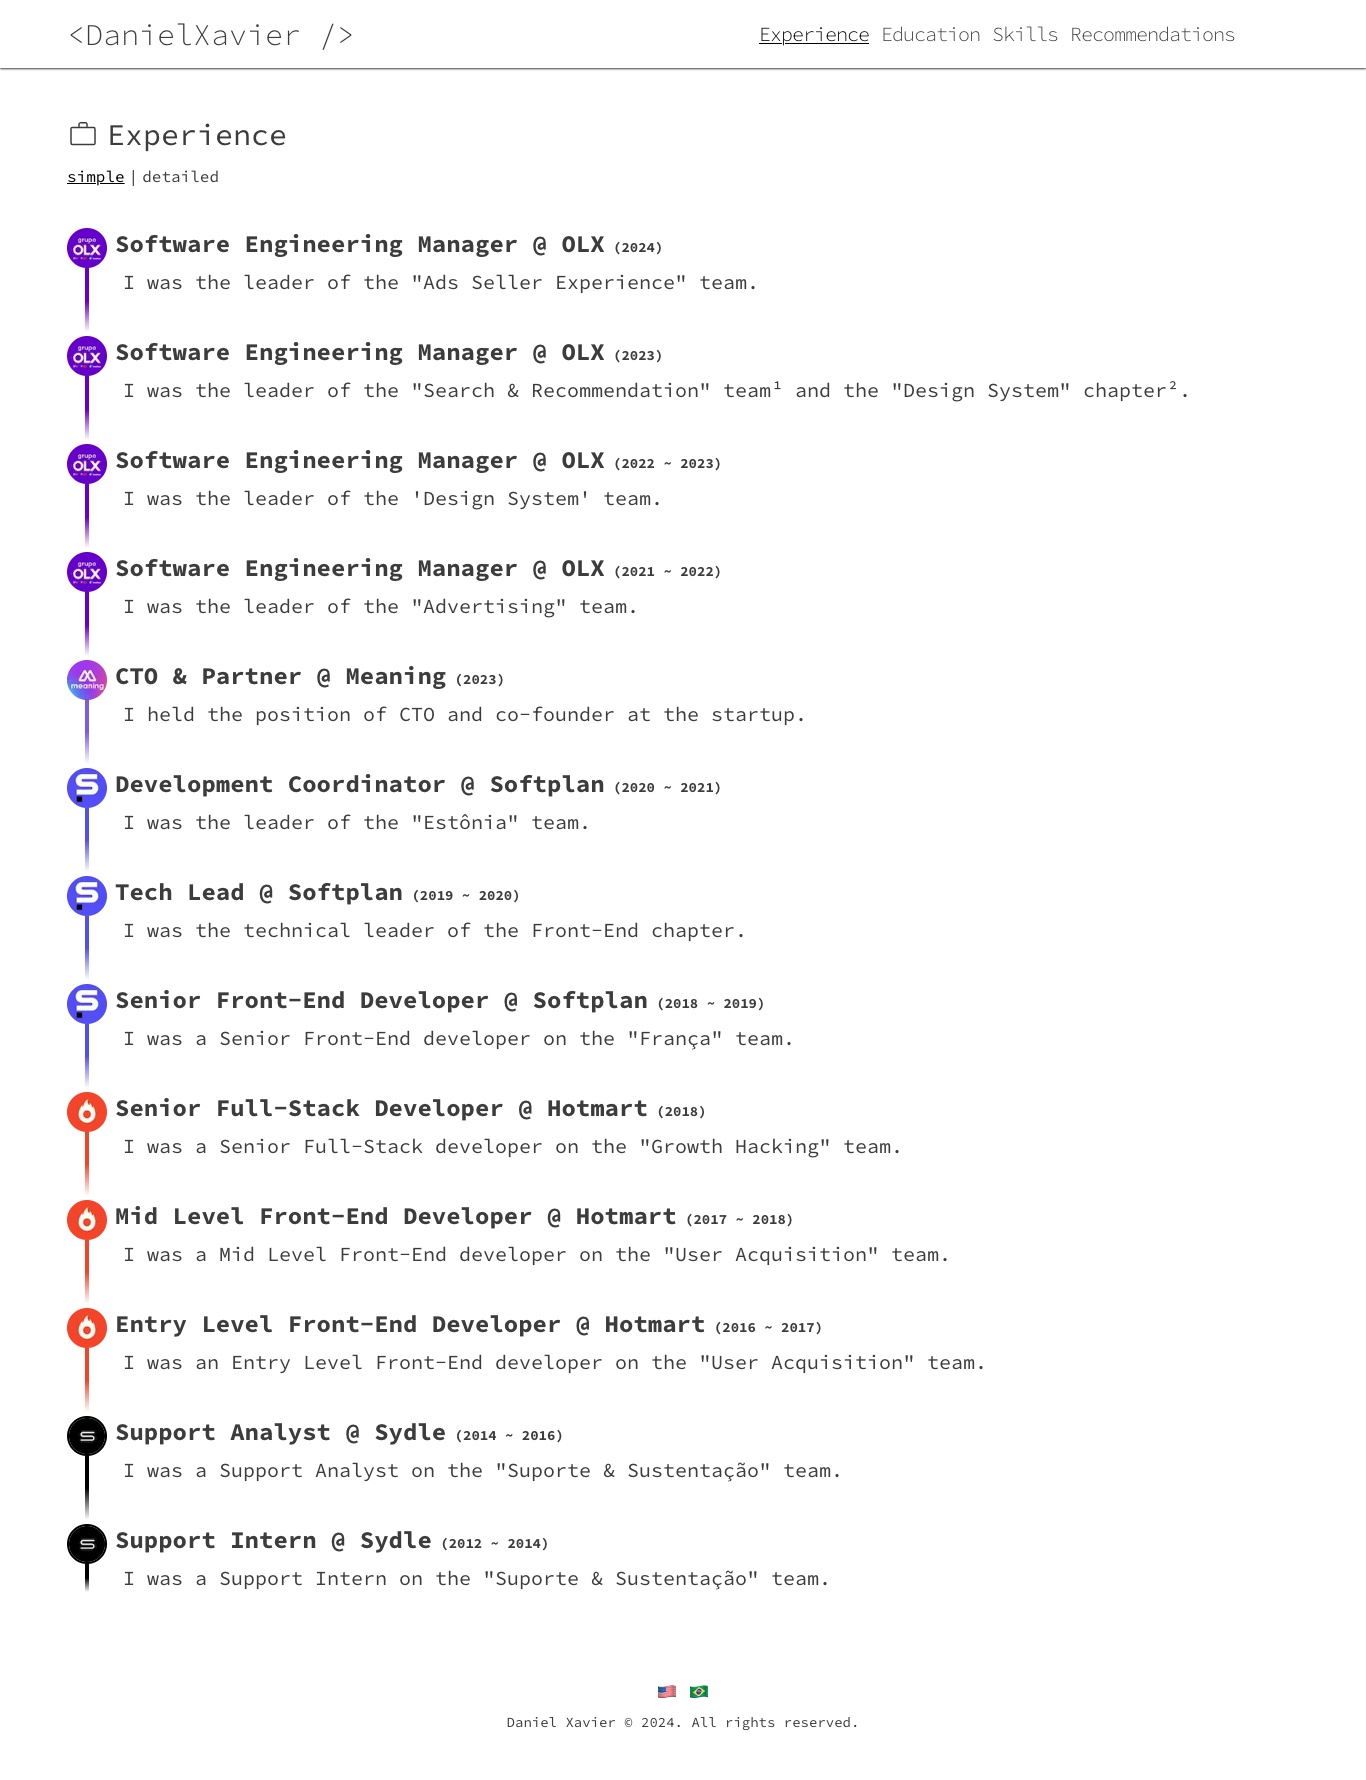 <DanielXavier />
Experience Education Skills Recommendations
Experience
simple | detailed
grupo
OLX
Software Engineering Manager @ OLX (2024)
I was the leader of the "Ads Seller Experience" team.
grupo
OLX
Software Engineering Manager @ OLX (2023)
I was the leader of the "Search & Recommendation" team¹ and the "Design System" chapter².
grupo
OLX
Software Engineering Manager @ OLX (2022 ~ 2023)
I was the leader of the 'Design System' team.
grupo
OLX
Software Engineering Manager @ OLX (2021 ~ 2022)
I was the leader of the "Advertising" team.
meaning
CTO & Partner @ Meaning (2023)
I held the position of CTO and co-founder at the startup.
Development Coordinator @ Softplan (2020 ~ 2021)
I was the leader of the "Estônia" team.
Tech Lead @ Softplan (2019 ~ 2020)
I was the technical leader of the Front-End chapter.
Senior Front-End Developer @ Softplan (2018 ~ 2019)
I was a Senior Front-End developer on the "França" team.
Senior Full-Stack Developer @ Hotmart (2018)
I was a Senior Full-Stack developer on the "Growth Hacking" team.
Mid Level Front-End Developer @ Hotmart (2017 ~ 2018)
I was a Mid Level Front-End developer on the "User Acquisition" team.
Entry Level Front-End Developer @ Hotmart (2016 ~ 2017)
I was an Entry Level Front-End developer on the "User Acquisition" team.
Support Analyst @ Sydle (2014 ~ 2016)
I was a Support Analyst on the "Suporte & Sustentação" team.
Support Intern @ Sydle (2012 ~ 2014)
I was a Support Intern on the "Suporte & Sustentação" team.
Daniel Xavier © 2024. All rights reserved.